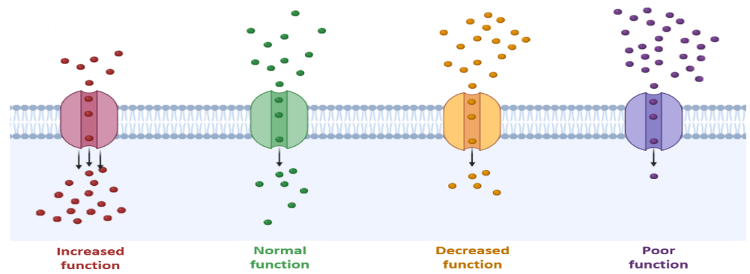 Increased
function
Normal
function
Decreased
function
Poor
function